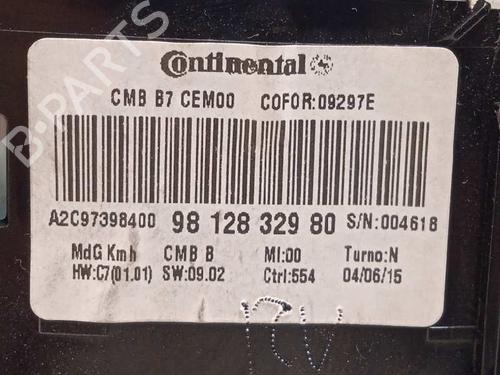 Continental
CMB B7 CEM00 COFOR:09297E
A2C97398400 98 128 329 80 S/N:004618
MdG Kmh CMB B MI:00 Turno:N
HW:C7(01.01) SW:09.02 Ctrl:554 04/06/15
B-PARTS